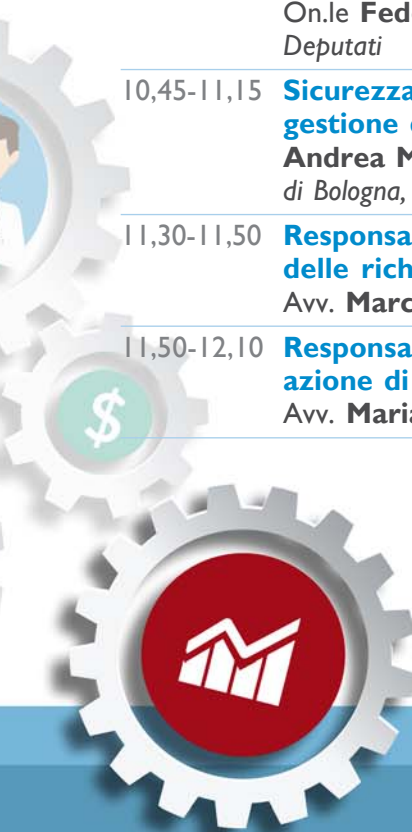 On.le Fed
Deputati
10,45-11,15 Sicurezza
gestione
Andrea M
di Bologna,
11,30-11,50 Responsa
delle rich
Avv. Marc
11,50-12,10 Responsa
azione di
Avv. Maria
$